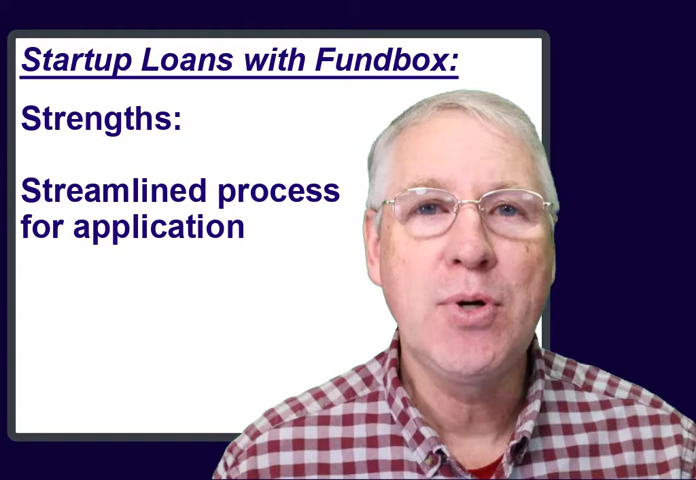 Startup Loans with Fundbox:
Strengths:
Streamlined process
for application